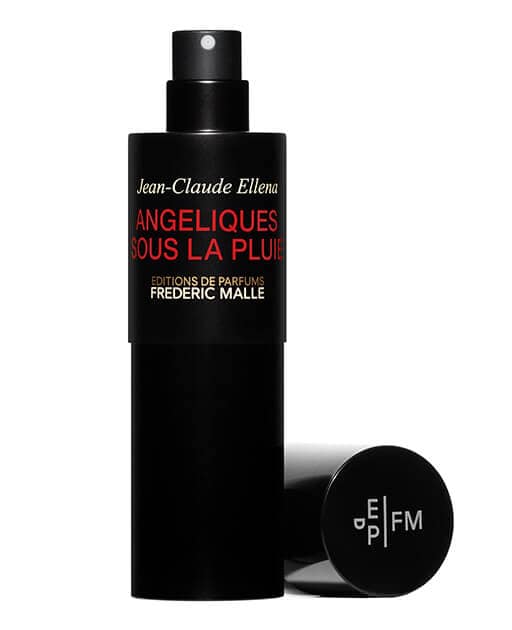 Jean-Claude Ellena
ANGELIQUES
SOUS LA PLUIE
EDITIONS DE PARFUMS
FREDERIC MALLE
E
d P FM